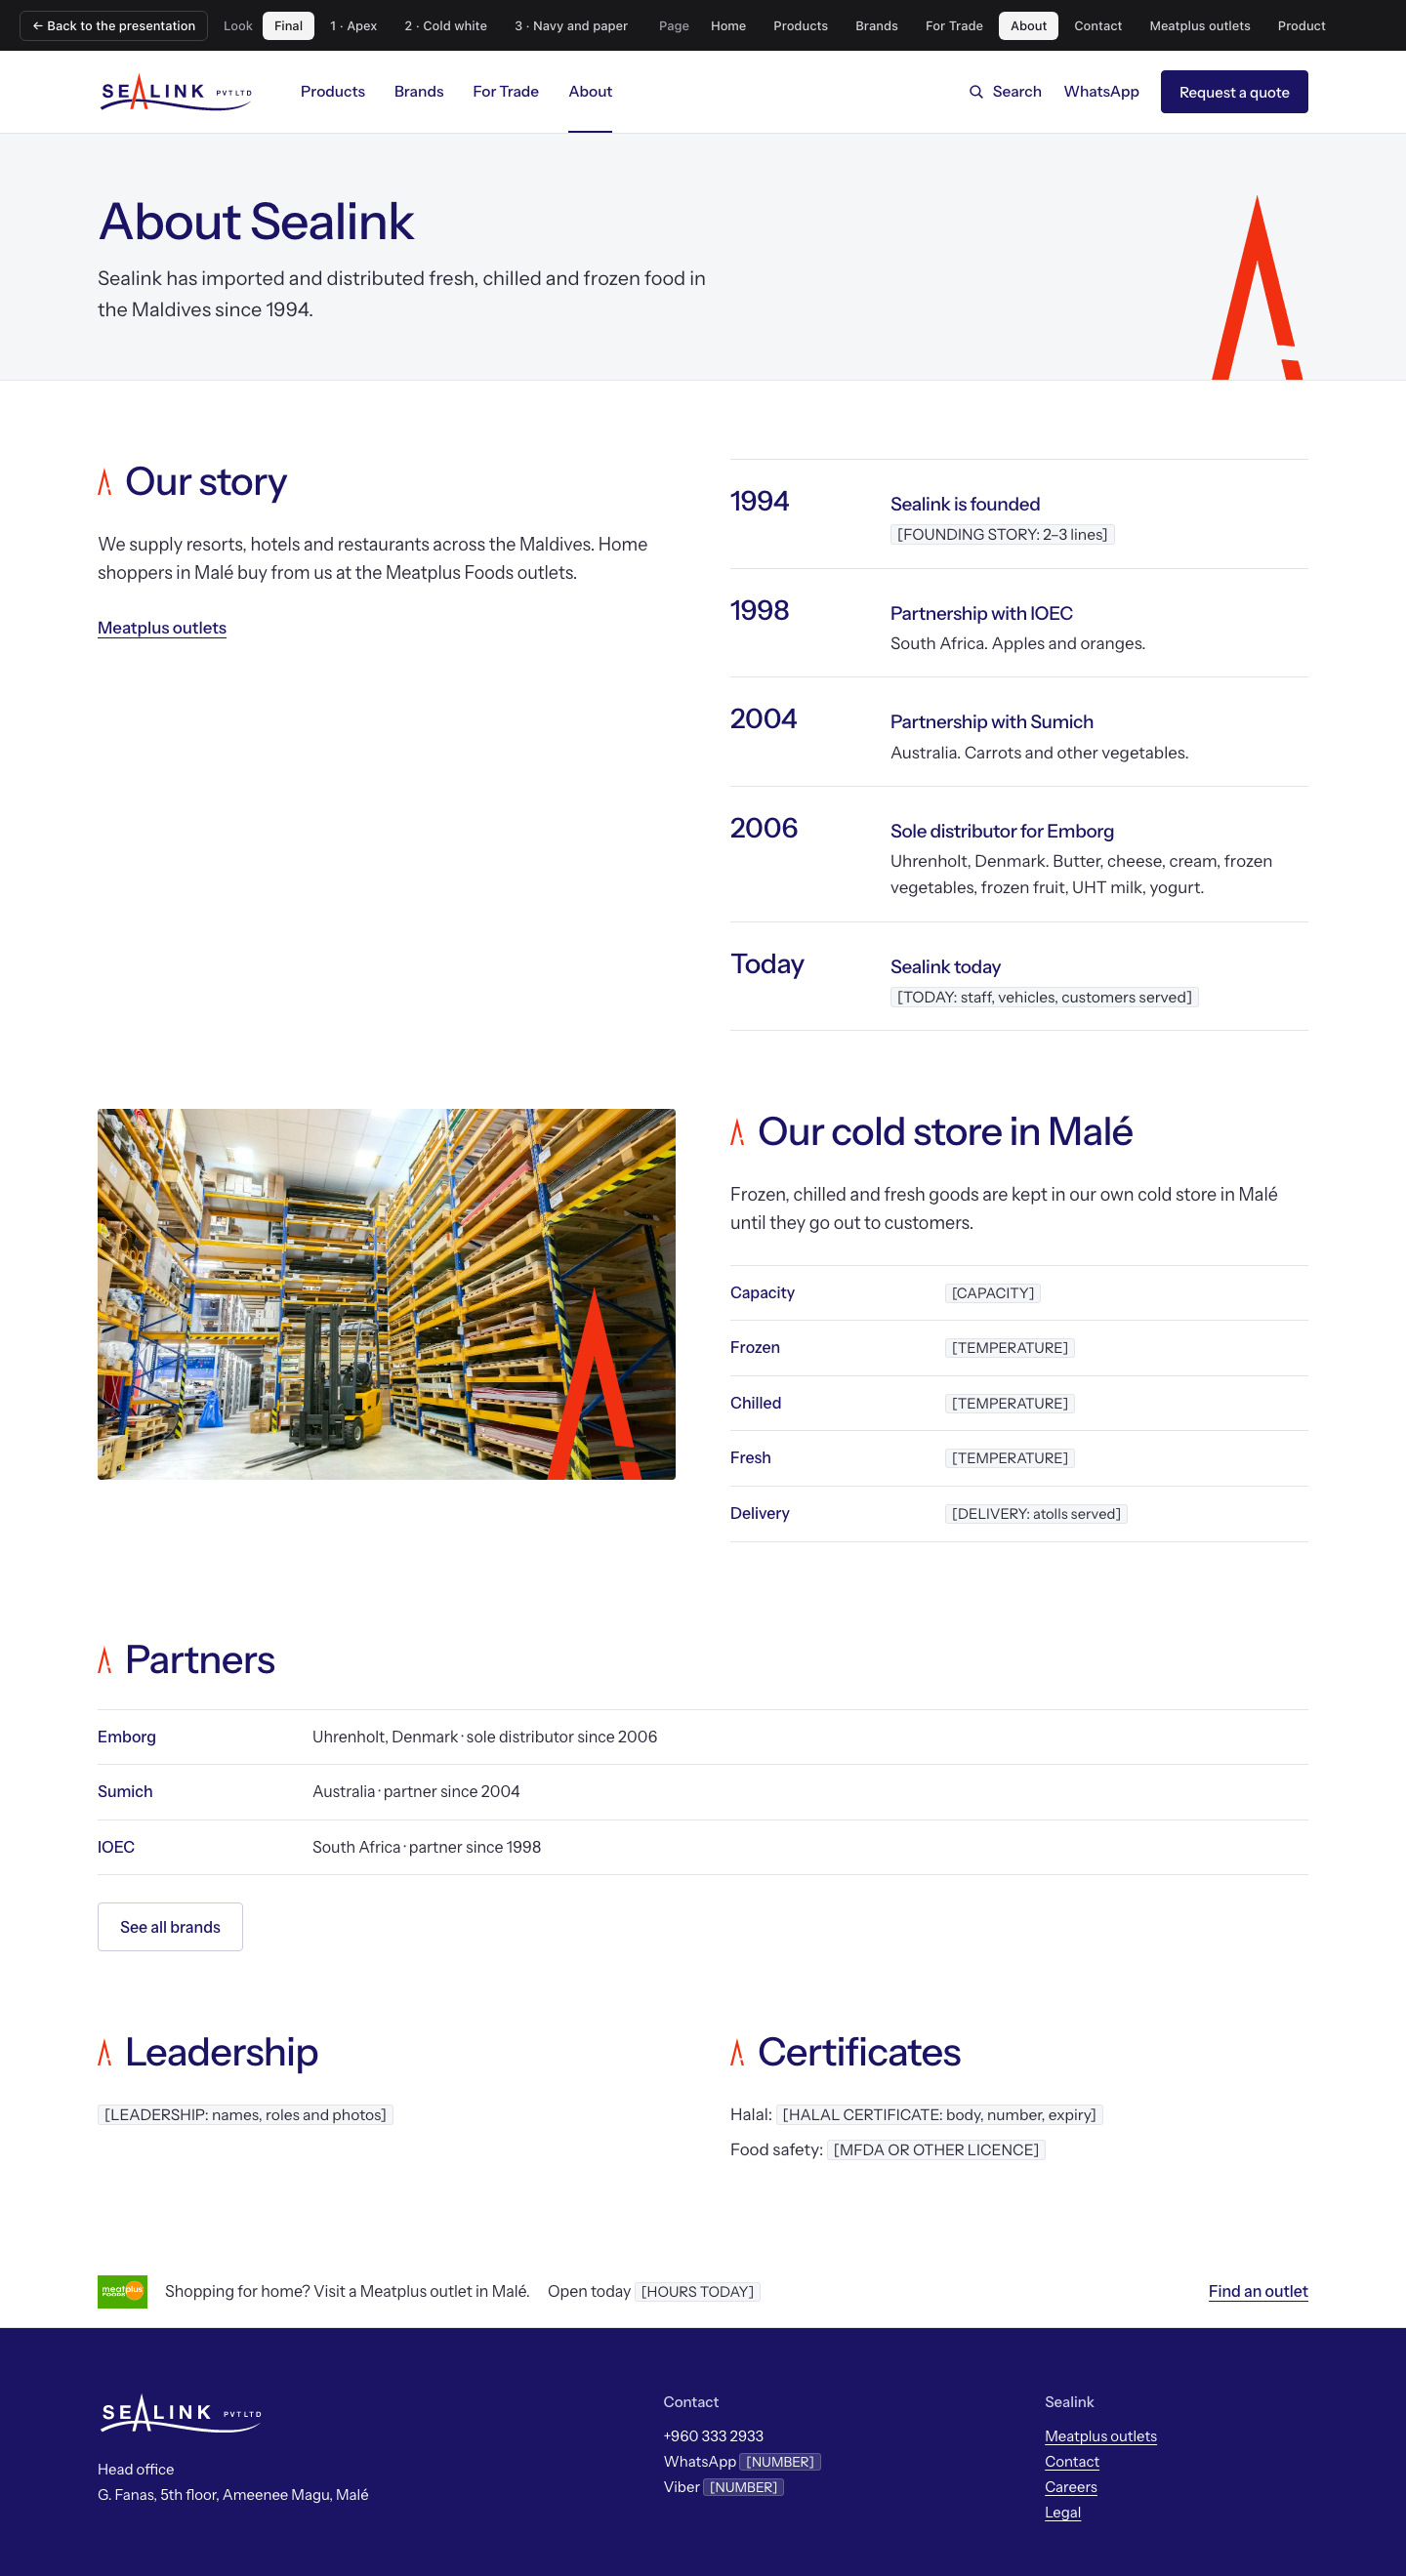 ← Back to the presentation Look Final 1 · Apex 2 · Cold white 3 · Navy and paper Page Home Products Brands For Trade About Contact Meatplus outlets Product
SEALINK PVT LTD Products Brands For Trade About Search WhatsApp Request a quote
About Sealink
Sealink has imported and distributed fresh, chilled and frozen food in
the Maldives since 1994.
Our story
We supply resorts, hotels and restaurants across the Maldives. Home
shoppers in Malé buy from us at the Meatplus Foods outlets.
Meatplus outlets
1994 Sealink is founded
[FOUNDING STORY: 2–3 lines]
1998 Partnership with IOEC
South Africa. Apples and oranges.
2004 Partnership with Sumich
Australia. Carrots and other vegetables.
2006 Sole distributor for Emborg
Uhrenholt, Denmark. Butter, cheese, cream, frozen
vegetables, frozen fruit, UHT milk, yogurt.
Today Sealink today
[TODAY: staff, vehicles, customers served]
Our cold store in Malé
Frozen, chilled and fresh goods are kept in our own cold store in Malé
until they go out to customers.
Capacity [CAPACITY]
Frozen [TEMPERATURE]
Chilled [TEMPERATURE]
Fresh [TEMPERATURE]
Delivery [DELIVERY: atolls served]
Partners
Emborg Uhrenholt, Denmark · sole distributor since 2006
Sumich Australia · partner since 2004
IOEC South Africa · partner since 1998
See all brands
Leadership
[LEADERSHIP: names, roles and photos]
Certificates
Halal: [HALAL CERTIFICATE: body, number, expiry]
Food safety: [MFDA OR OTHER LICENCE]
meatplus FOODS Shopping for home? Visit a Meatplus outlet in Malé. Open today [HOURS TODAY] Find an outlet
SEALINK PVT LTD
Head office
G. Fanas, 5th floor, Ameenee Magu, Malé
Contact
+960 333 2933
WhatsApp [NUMBER]
Viber [NUMBER]
Sealink
Meatplus outlets
Contact
Careers
Legal